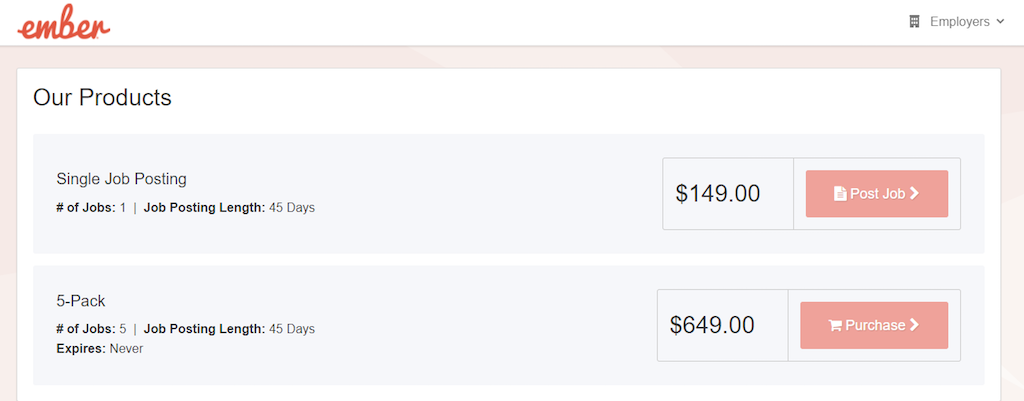 ember
Employers
Our Products
Single Job Posting
# of Jobs: 1 | Job Posting Length: 45 Days
$149.00
Post Job
5-Pack
# of Jobs: 5 | Job Posting Length: 45 Days
Expires: Never
$649.00
Purchase